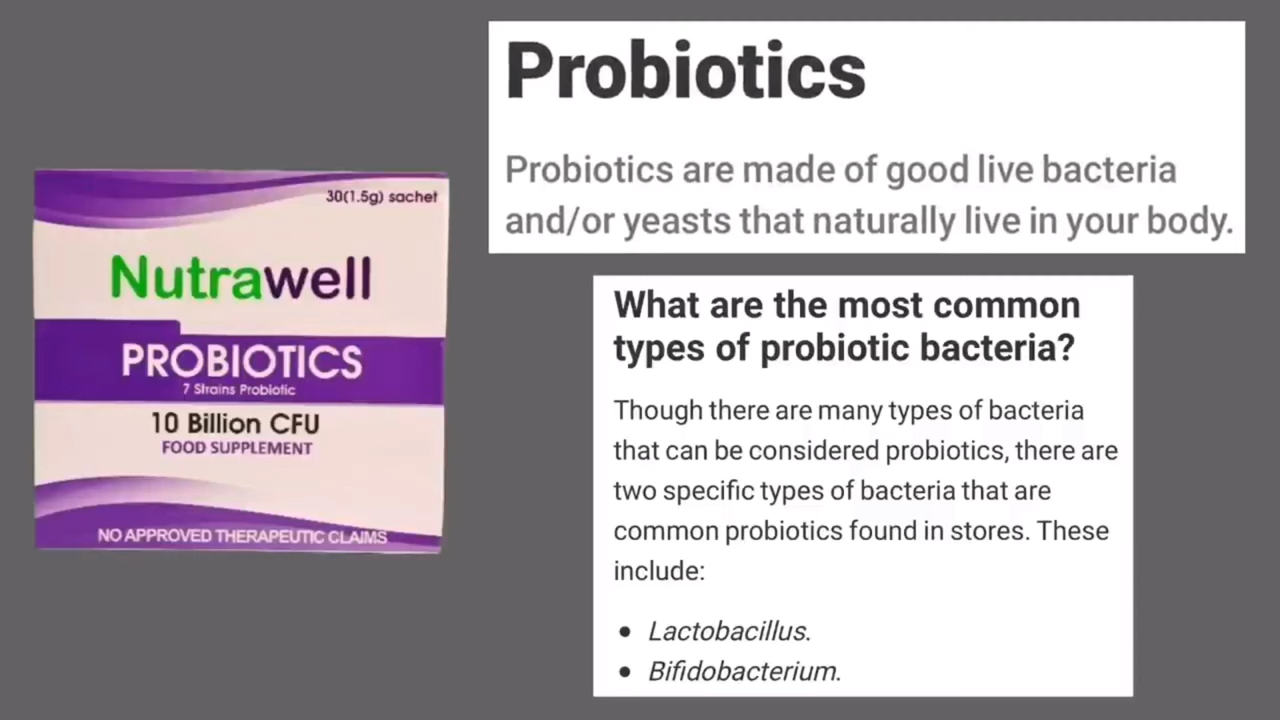 30(1.5g) sachet
Nutrawell
PROBIOTICS
7 Strains Probiotic
10 Billion CFU
FOOD SUPPLEMENT
NO APPROVED THERAPEUTIC CLAIMS
Probiotics
Probiotics are made of good live bacteria
and/or yeasts that naturally live in your body.
What are the most common
types of probiotic bacteria?
Though there are many types of bacteria
that can be considered probiotics, there are
two specific types of bacteria that are
common probiotics found in stores. These
include:
• Lactobacillus.
• Bifidobacterium.